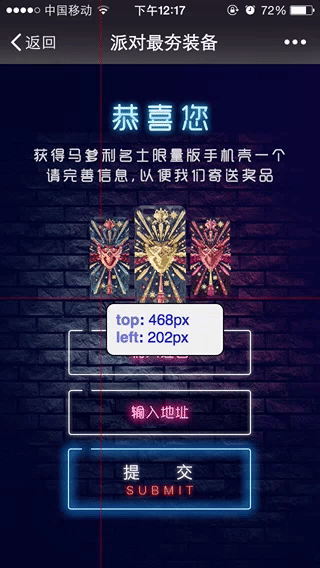 中国移动 下午12:17 72%
返回 派对最夯装备
恭喜您
获得马爹利名士限量版手机壳一个
请完善信息,以便我们寄送奖品
top: 468px
left: 202px
输入地址
提 交
SUBMIT